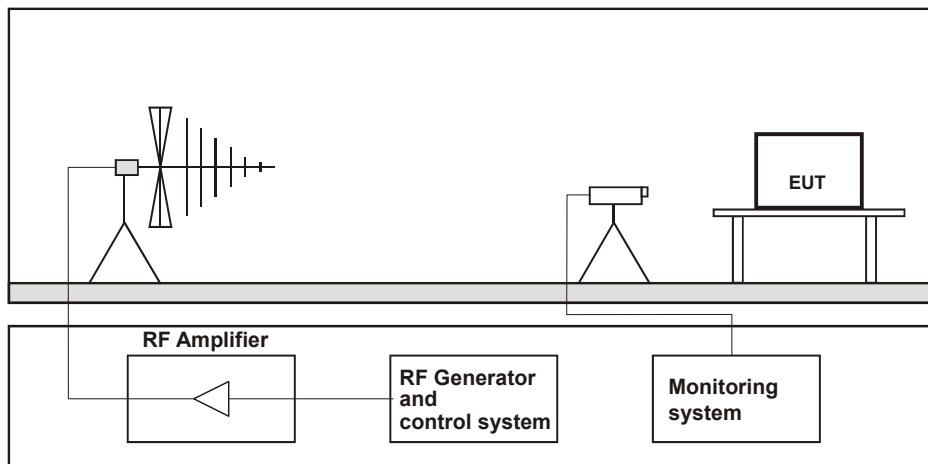 EUT
RF Amplifier
RF Generator
and
control system
Monitoring
system